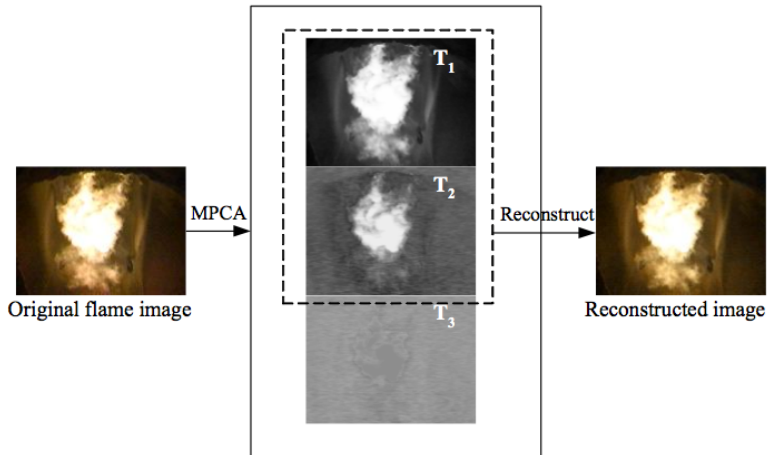 T1
T2
MPCA
Reconstruct
Original flame image
T3
Reconstructed image